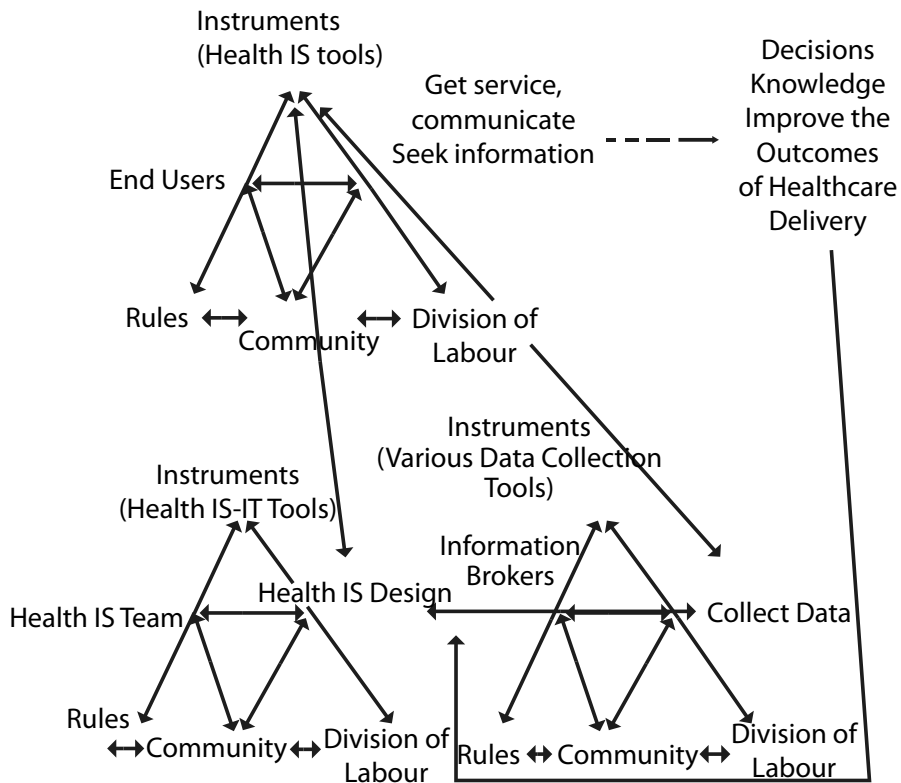 Instruments
(Health IS tools)
Get service,
communicate
Seek information
Decisions
Knowledge
Improve the
Outcomes
of Healthcare
Delivery
End Users
Rules
Community
Division of
Labour
Instruments
(Various Data Collection
Tools)
Instruments
(Health IS-IT Tools)
Information
Brokers
Health IS Team
Health IS Design
Collect Data
Rules
Community
Division of
Labour
Rules
Community
Division of
Labour